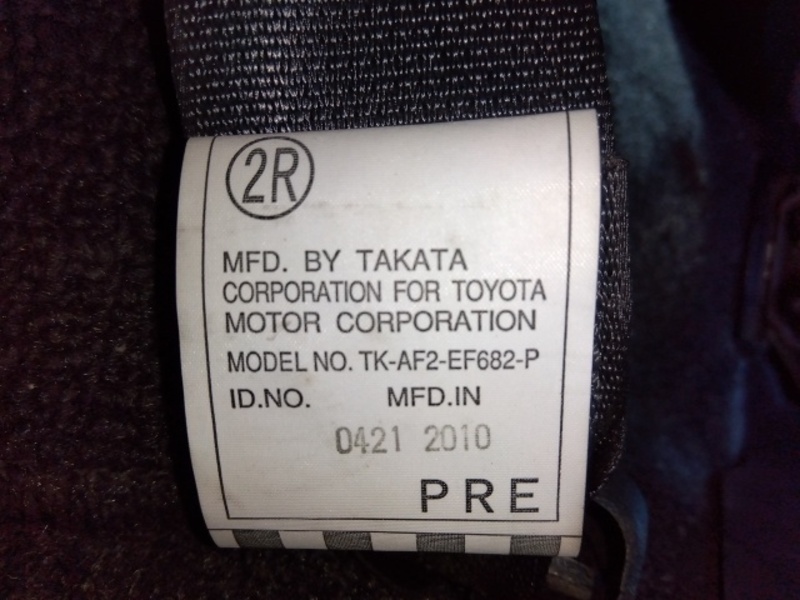 2R
MFD. BY TAKATA
CORPORATION FOR TOYOTA
MOTOR CORPORATION
MODEL NO. TK-AF2-EF682-P
ID.NO. MFD.IN
0421 2010
PRE